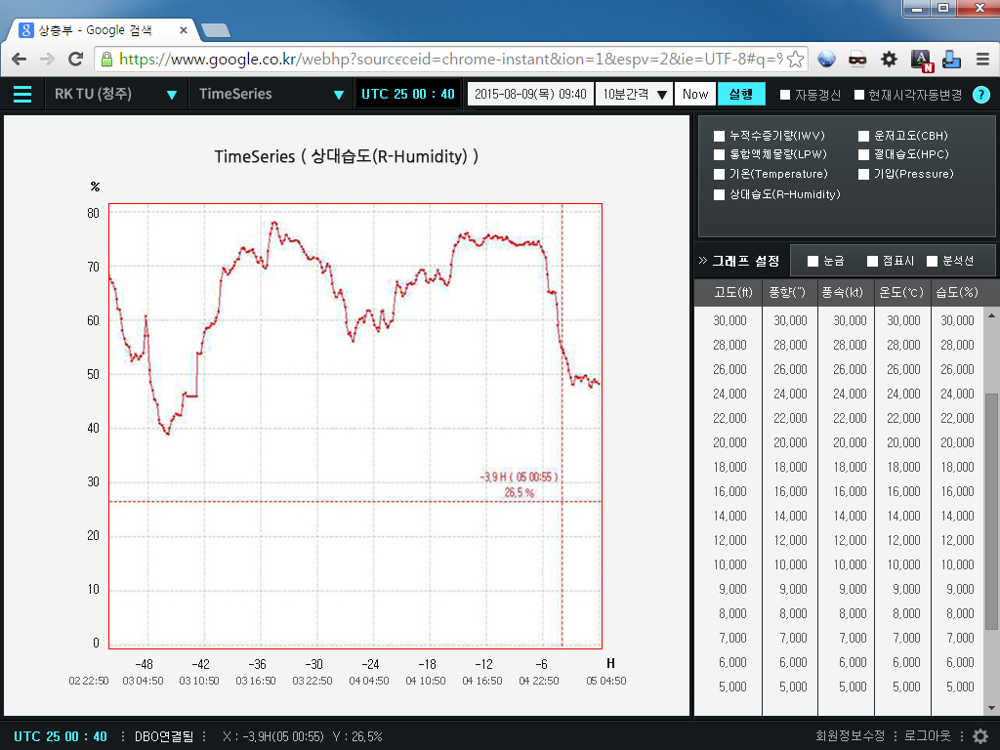 상층부 - Google 검색
https://www.google.co.kr/webhp?sourceceid=chrome-instant&ion=1&espv=2&ie=UTF-8#q=
RK TU (청주) TimeSeries UTC 25 00 : 40 2015-08-09(목) 09:40 10분간격 Now 실행 자동갱신 현재시각자동변경 ?
TimeSeries ( 상대습도(R-Humidity) )
%
80
70
60
50
40
30
20
10
0
-3,9 H ( 05 00:55 )
26,5 %
-48 -42 -36 -30 -24 -18 -12 -6 H
02 22:50 03 04:50 03 10:50 03 16:50 03 22:50 04 04:50 04 10:50 04 16:50 04 22:50 05 04:50
누적수증기량(IWV) 운저고도(CBH)
통합액체물량(LPW) 절대습도(HPC)
기온(Temperature) 기압(Pressure)
상대습도(R-Humidity)
» 그래프 설정 눈금 점표시 분석선
고도(ft) 풍향(˚) 풍속(kt) 온도(℃) 습도(%)
30,000 30,000 30,000 30,000 30,000
28,000 28,000 28,000 28,000 28,000
26,000 26,000 26,000 26,000 26,000
24,000 24,000 24,000 24,000 24,000
22,000 22,000 22,000 22,000 22,000
20,000 20,000 20,000 20,000 20,000
18,000 18,000 18,000 18,000 18,000
16,000 16,000 16,000 16,000 16,000
14,000 14,000 14,000 14,000 14,000
12,000 12,000 12,000 12,000 12,000
10,000 10,000 10,000 10,000 10,000
9,000 9,000 9,000 9,000 9,000
8,000 8,000 8,000 8,000 8,000
7,000 7,000 7,000 7,000 7,000
6,000 6,000 6,000 6,000 6,000
5,000 5,000 5,000 5,000 5,000
UTC 25 00 : 40 : DBO연결됨 : X : -3,9H(05 00:55) Y : 26,5% 회원정보수정 : 로그아웃 :